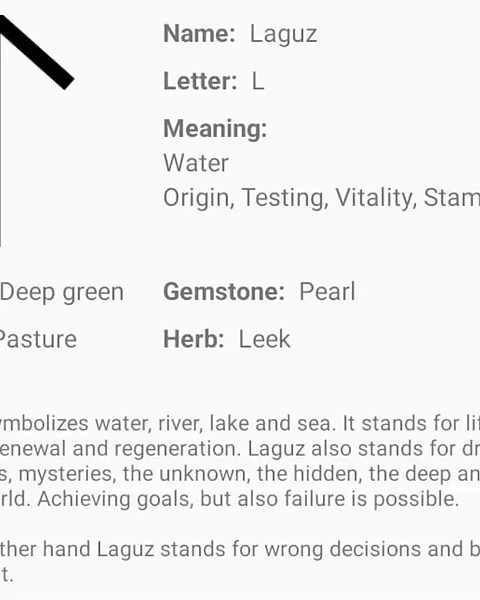 Name: Laguz
Letter: L
Meaning:
Water
Origin, Testing, Vitality, Stam
Deep green Gemstone: Pearl
Pasture Herb: Leek
ymbolizes water, river, lake and sea. It stands for lif
enewal and regeneration. Laguz also stands for dr
s, mysteries, the unknown, the hidden, the deep an
rld. Achieving goals, but also failure is possible.
ther hand Laguz stands for wrong decisions and b
t.